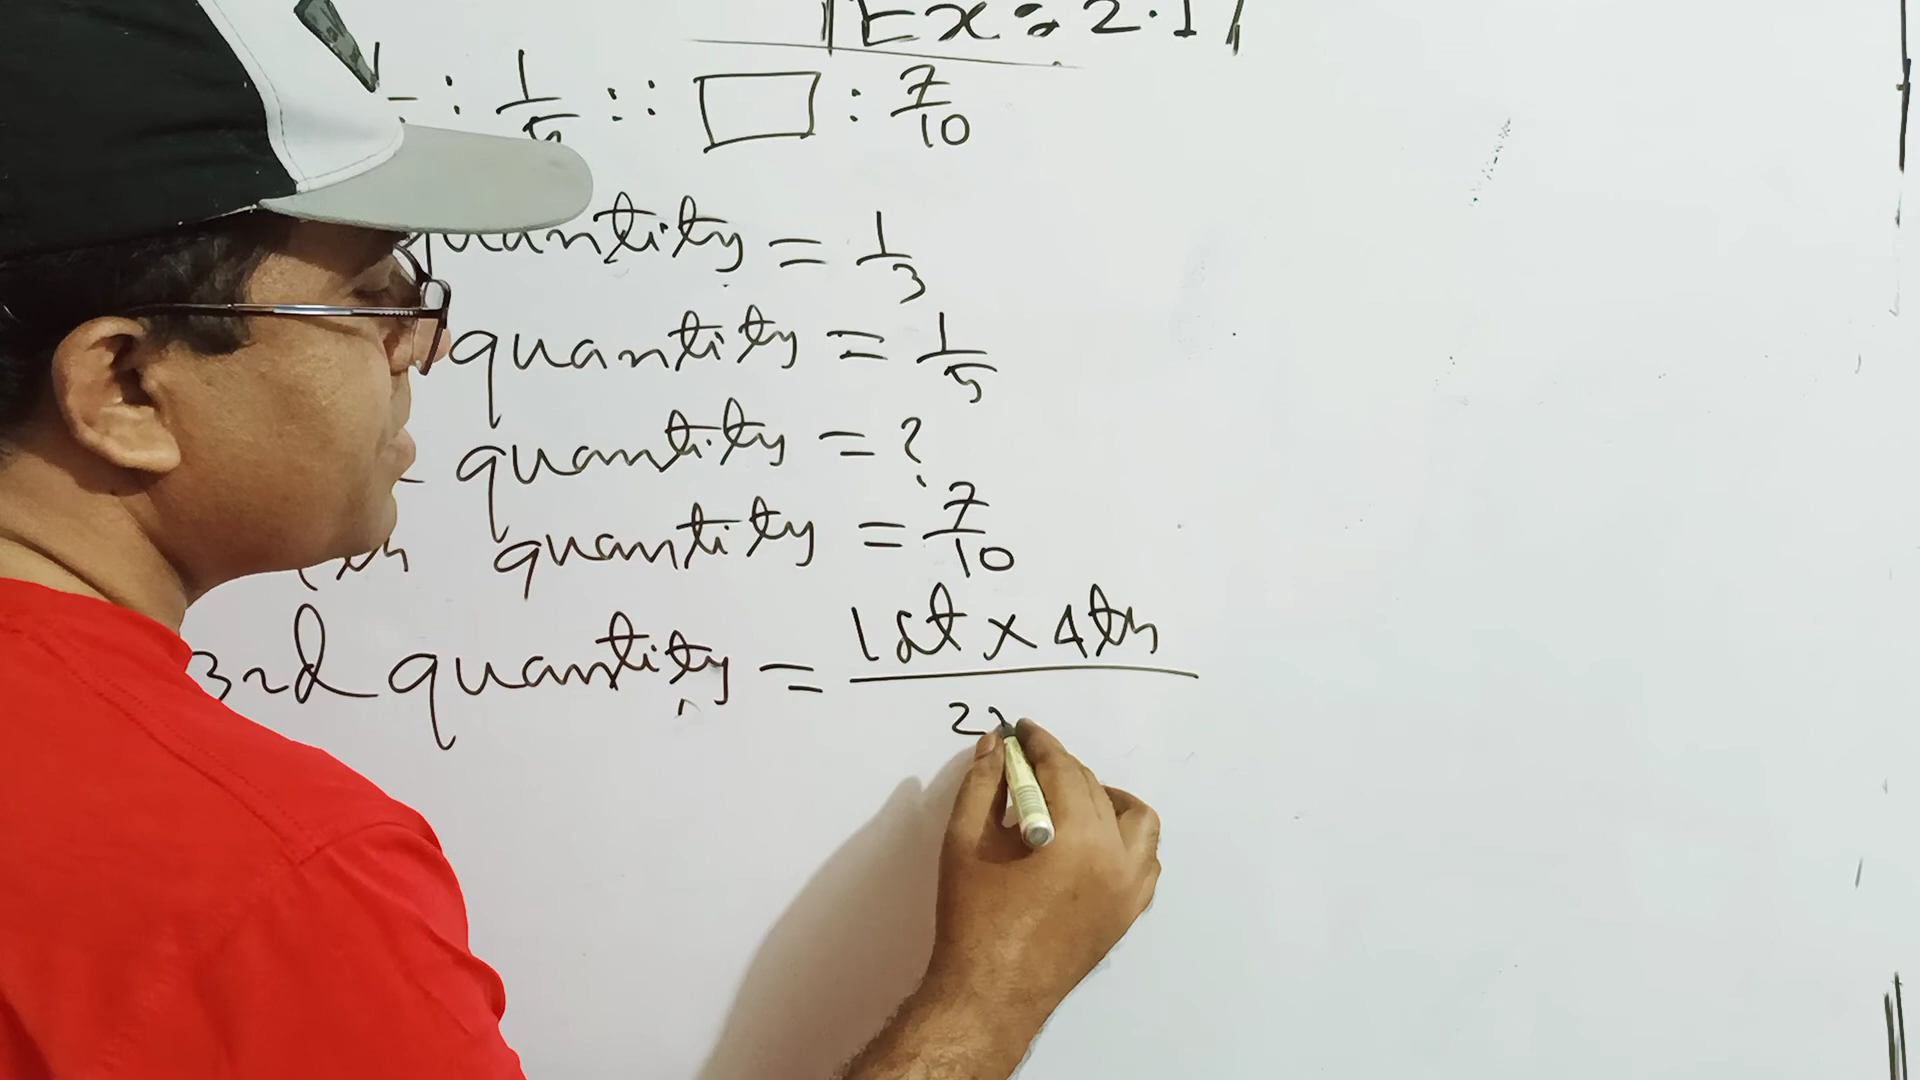 Ex: 2.1
: 1/5 :: □ : 7/10
quantity = 1/3
quantity = 1/5
quantity = ?
quantity = 7/10
3rd quantity = 1st × 4th
2